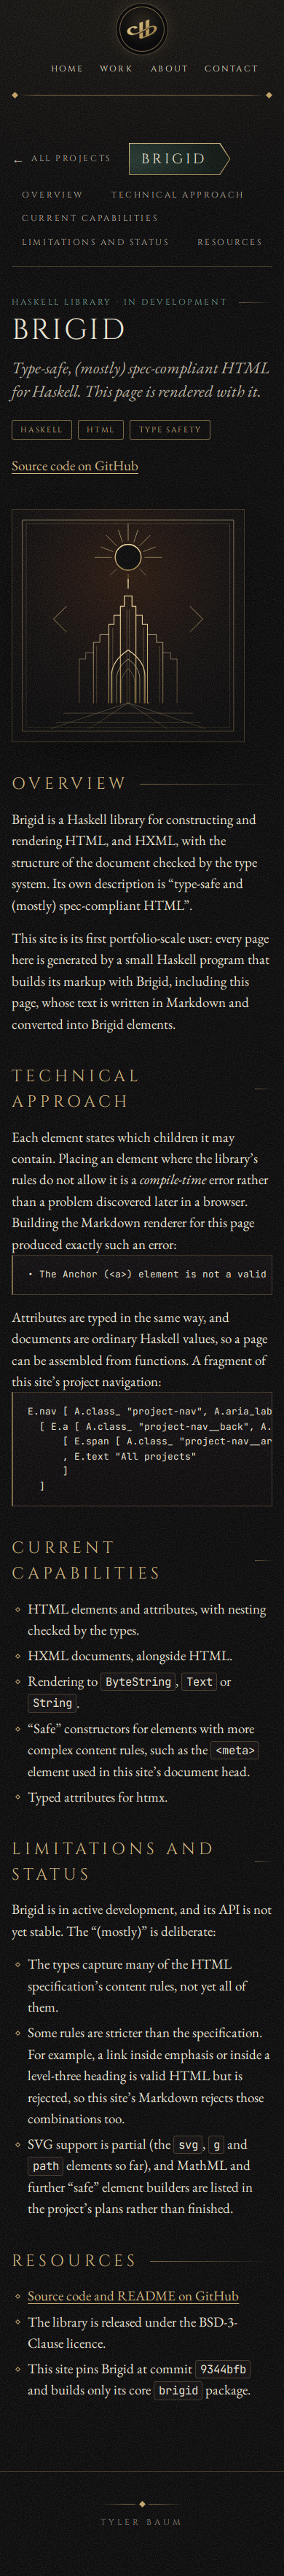 HOME WORK ABOUT CONTACT
← ALL PROJECTS BRIGID
OVERVIEW TECHNICAL APPROACH
CURRENT CAPABILITIES
LIMITATIONS AND STATUS RESOURCES
HASKELL LIBRARY · IN DEVELOPMENT
BRIGID
Type-safe, (mostly) spec-compliant HTML
for Haskell. This page is rendered with it.
HASKELL HTML TYPE SAFETY
Source code on GitHub
OVERVIEW
Brigid is a Haskell library for constructing and
rendering HTML, and HXML, with the
structure of the document checked by the type
system. Its own description is “type-safe and
(mostly) spec-compliant HTML”.
This site is its first portfolio-scale user: every page
here is generated by a small Haskell program that
builds its markup with Brigid, including this
page, whose text is written in Markdown and
converted into Brigid elements.
TECHNICAL
APPROACH
Each element states which children it may
contain. Placing an element where the library’s
rules do not allow it is a compile-time error rather
than a problem discovered later in a browser.
Building the Markdown renderer for this page
produced exactly such an error:
• The Anchor (<a>) element is not a valid
Attributes are typed in the same way, and
documents are ordinary Haskell values, so a page
can be assembled from functions. A fragment of
this site’s project navigation:
E.nav [ A.class_ "project-nav", A.aria_lab
[ E.a [ A.class_ "project-nav__back", A.
[ E.span [ A.class_ "project-nav__ar
, E.text "All projects"
]
]
CURRENT
CAPABILITIES
HTML elements and attributes, with nesting
checked by the types.
HXML documents, alongside HTML.
Rendering to ByteString, Text or
String.
“Safe” constructors for elements with more
complex content rules, such as the <meta>
element used in this site’s document head.
Typed attributes for htmx.
LIMITATIONS AND
STATUS
Brigid is in active development, and its API is not
yet stable. The “(mostly)” is deliberate:
The types capture many of the HTML
specification’s content rules, not yet all of
them.
Some rules are stricter than the specification.
For example, a link inside emphasis or inside a
level-three heading is valid HTML but is
rejected, so this site’s Markdown rejects those
combinations too.
SVG support is partial (the svg, g and
path elements so far), and MathML and
further “safe” element builders are listed in
the project’s plans rather than finished.
RESOURCES
Source code and README on GitHub
The library is released under the BSD-3-
Clause licence.
This site pins Brigid at commit 9344bfb
and builds only its core brigid package.
TYLER BAUM